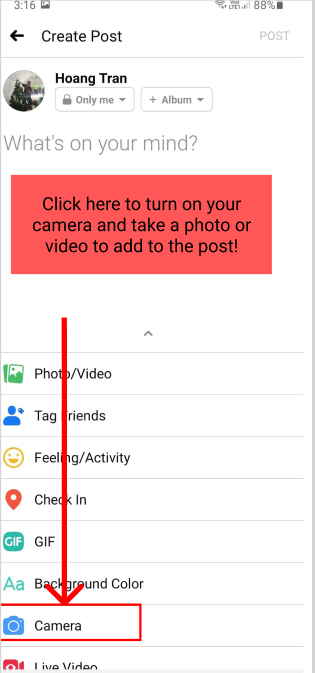 3:16 88%
Create Post POST
Hoang Tran
Only me + Album
What's on your mind?
Click here to turn on your
camera and take a photo or
video to add to the post!
Photo/Video
Tag Friends
Feeling/Activity
Check In
GIF GIF
Aa Background Color
Camera
Live Video